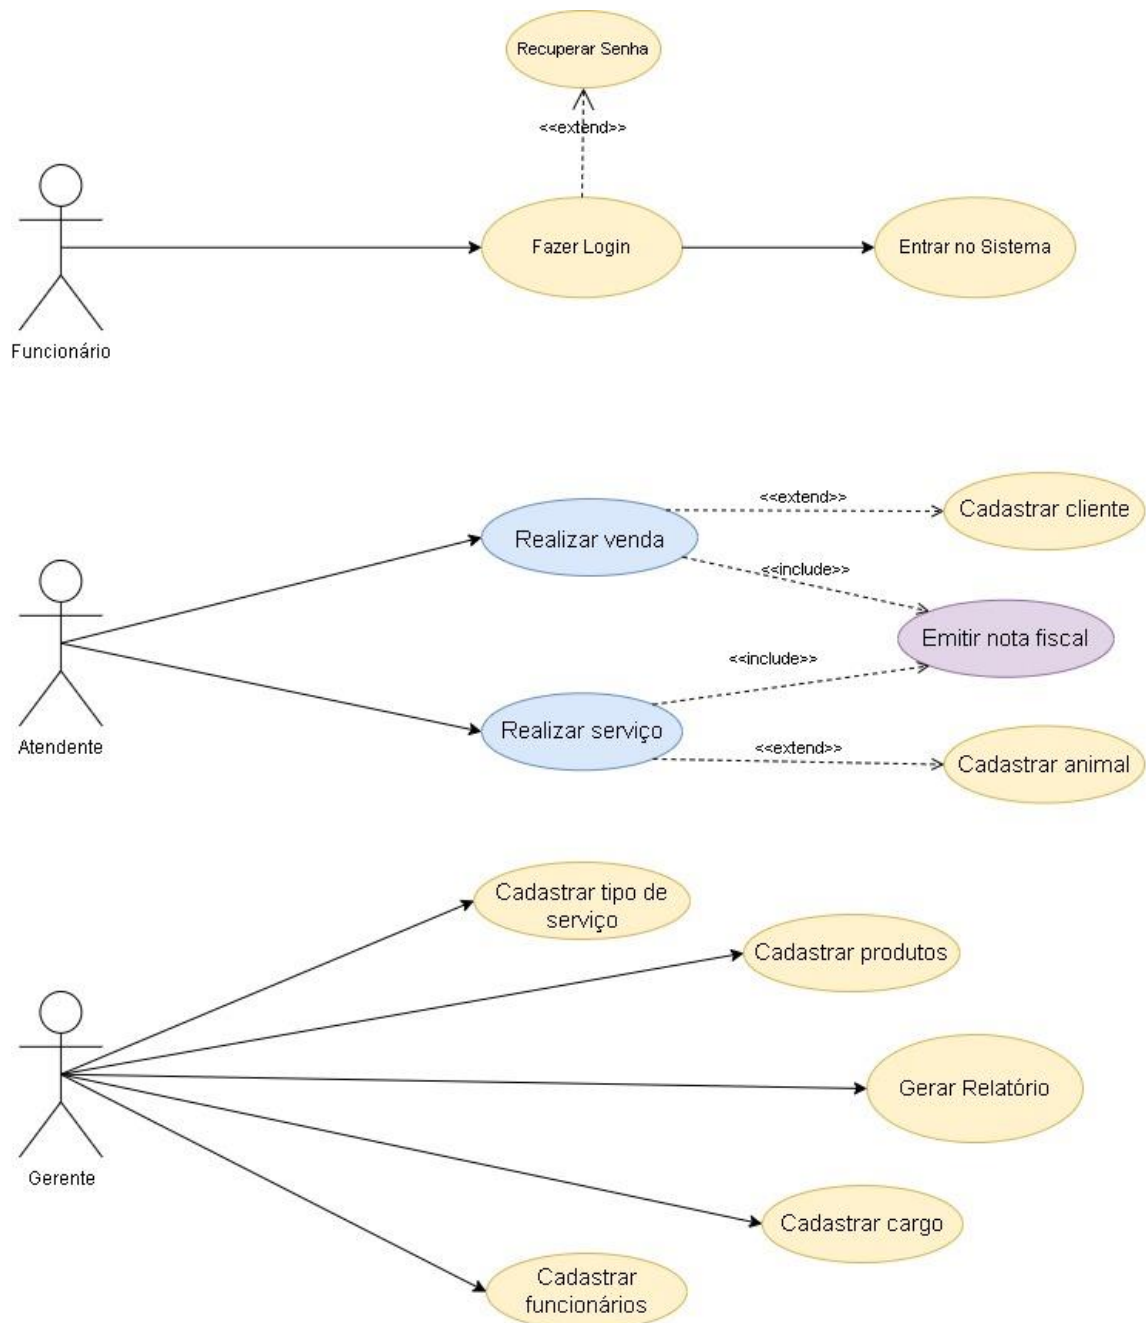 Recuperar Senha
<<extend>>
Fazer Login
Entrar no Sistema
Funcionário
<<extend>>
Cadastrar cliente
Realizar venda
<<include>>
Emitir nota fiscal
<<include>>
Realizar serviço
<<extend>>
Cadastrar animal
Atendente
Cadastrar tipo de
serviço
Cadastrar produtos
Gerar Relatório
Gerente
Cadastrar cargo
Cadastrar
funcionários